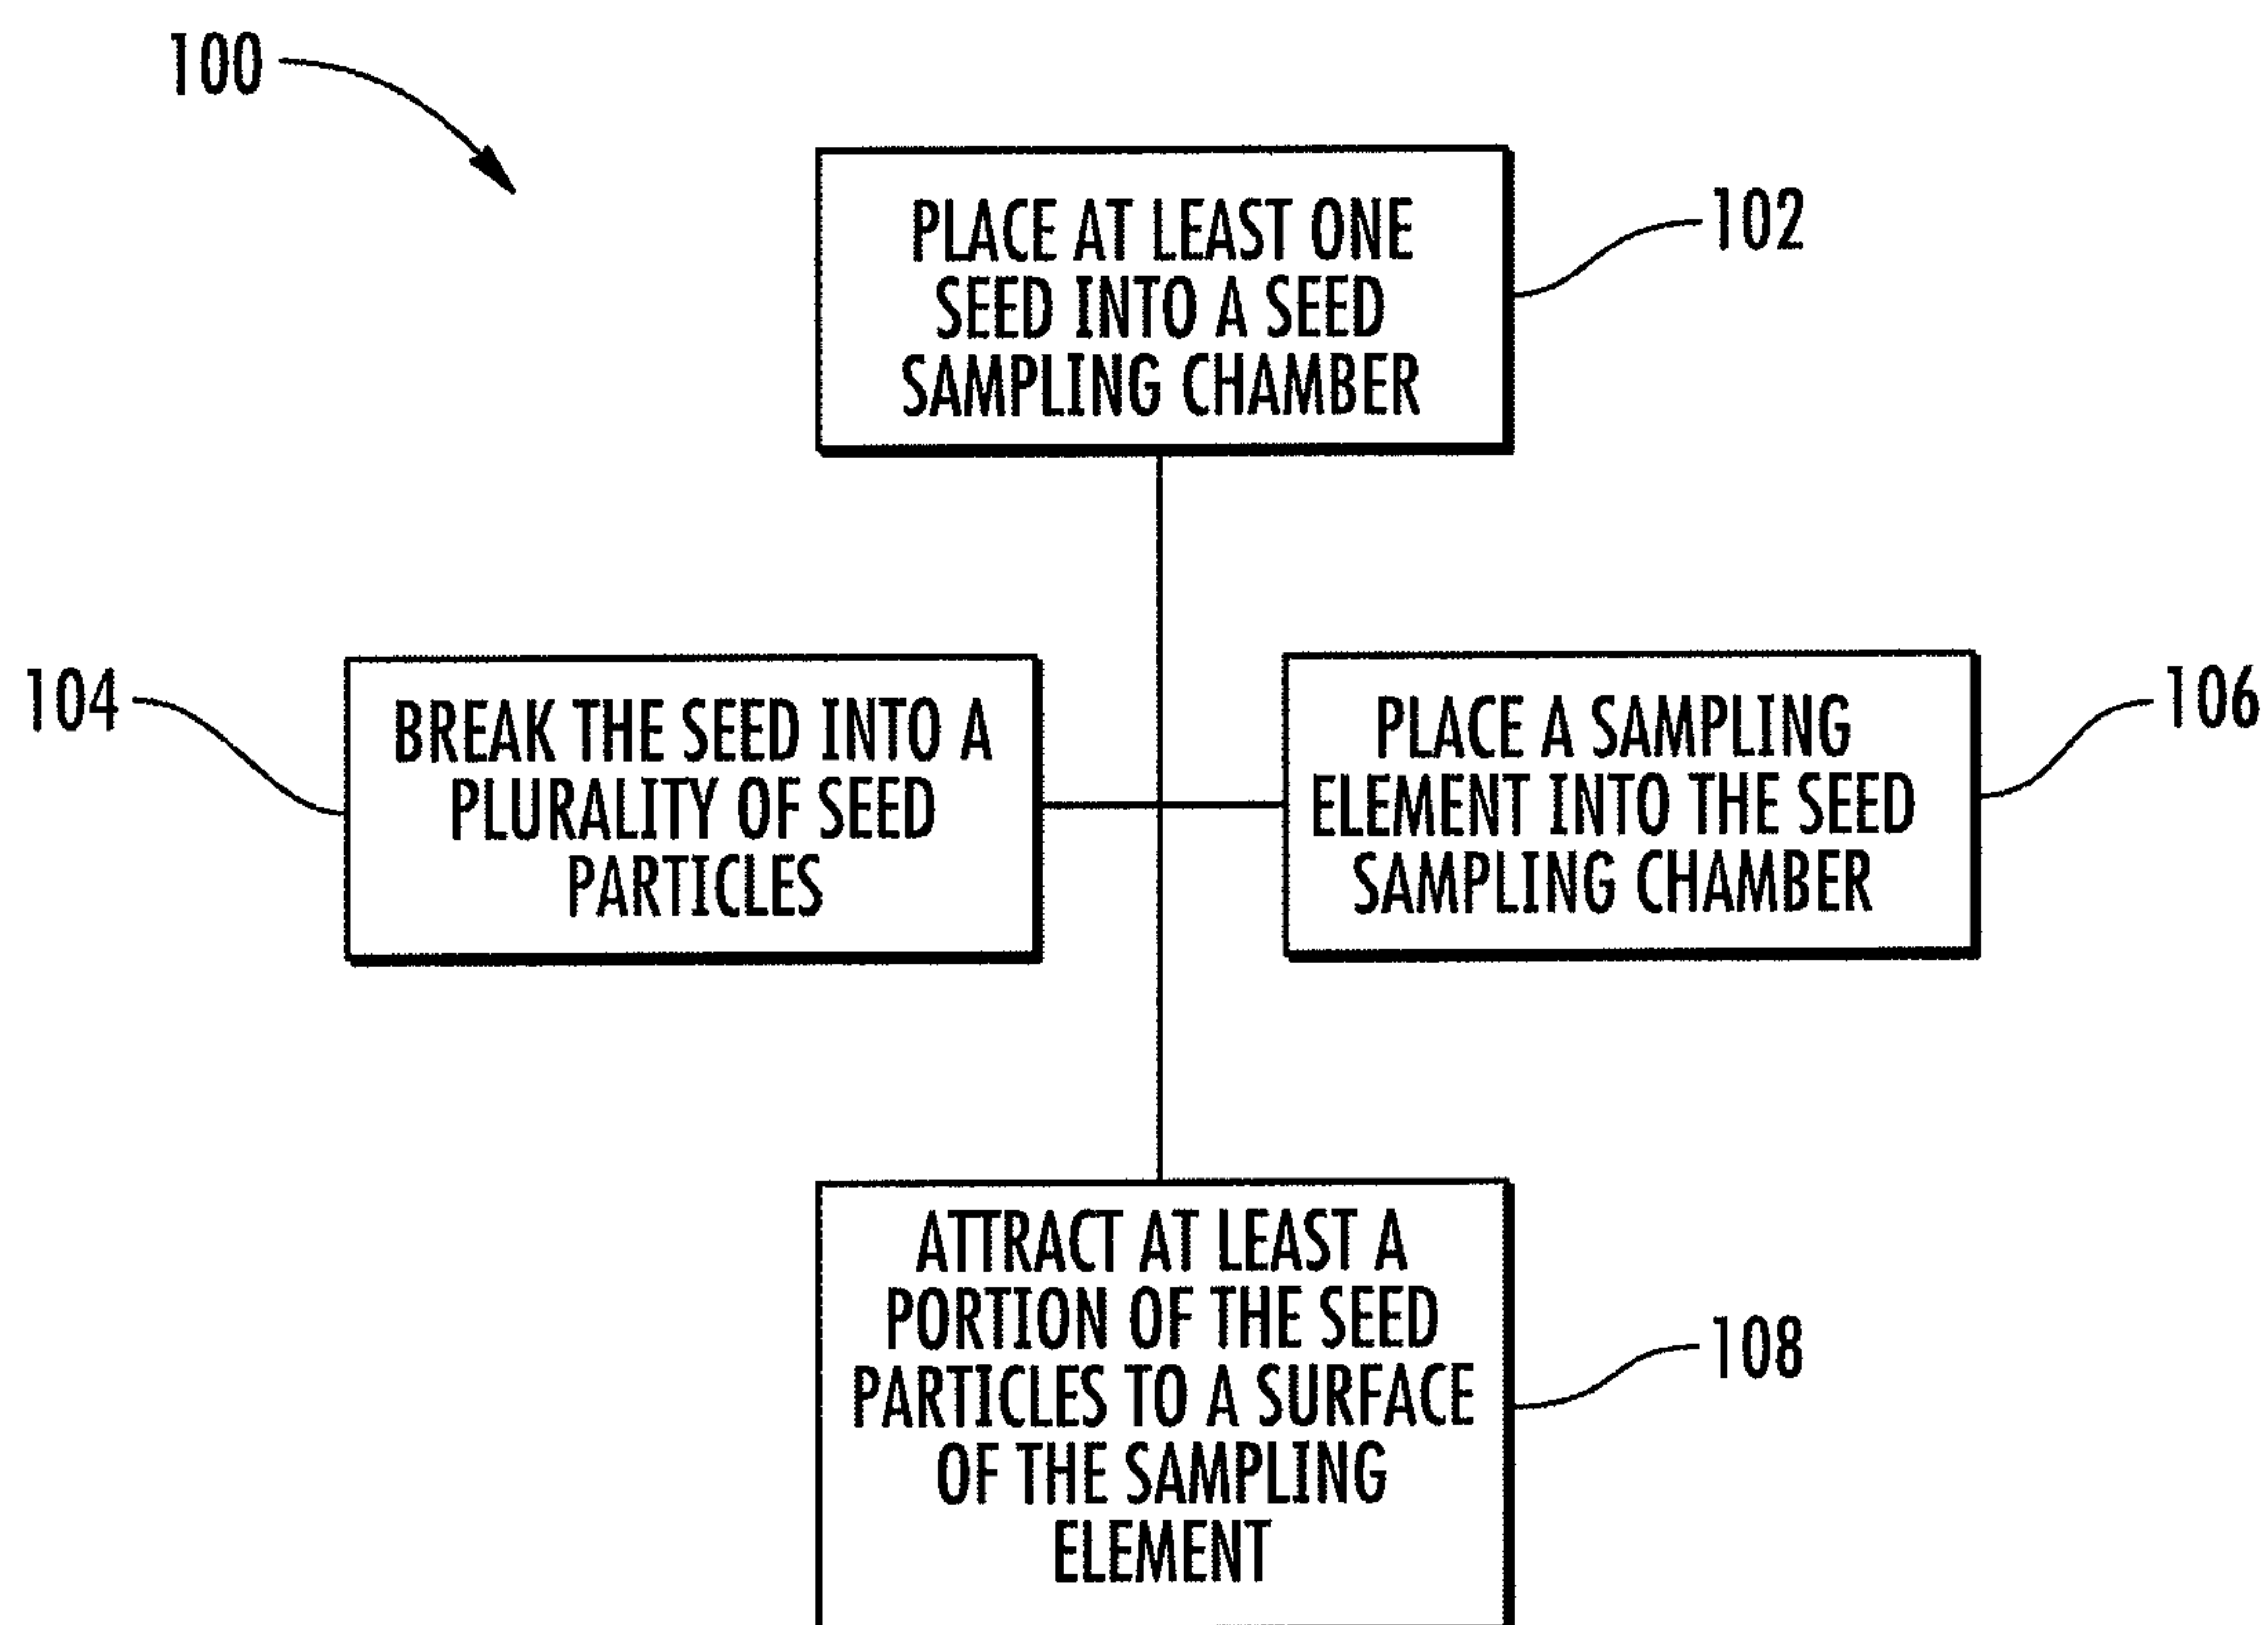 100
PLACE AT LEAST ONE
SEED INTO A SEED
SAMPLING CHAMBER
102
104
BREAK THE SEED INTO A
PLURALITY OF SEED
PARTICLES
PLACE A SAMPLING
ELEMENT INTO THE SEED
SAMPLING CHAMBER
106
ATTRACT AT LEAST A
PORTION OF THE SEED
PARTICLES TO A SURFACE
OF THE SAMPLING
ELEMENT
108